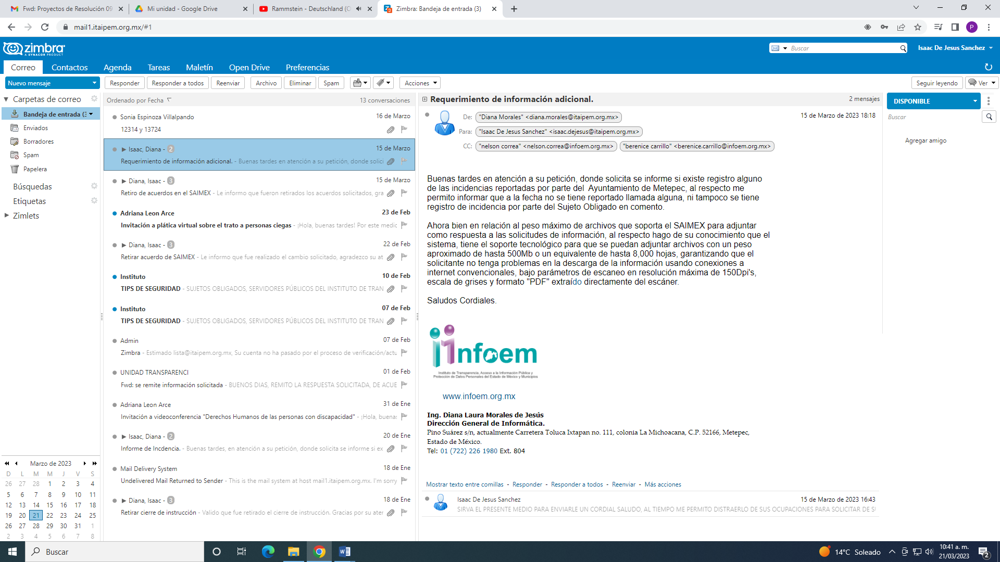 Fwd: Proyectos de Resolución 09
Mi unidad - Google Drive
Rammstein - Deutschland (O
Zimbra: Bandeja de entrada (3)
mail1.itaipem.org.mx/#1
P
zimbra
A SYNACOR PRODUCT
Buscar
Isaac De Jesus Sanchez
Correo Contactos Agenda Tareas Maletín Open Drive Preferencias
Nuevo mensaje
Responder Responder a todos Reenviar Archivo Eliminar Spam Acciones
Seguir leyendo Ver
Carpetas de correo
Bandeja de entrada (3
Enviados
Borradores
Spam
Papelera
Búsquedas
Etiquetas
Zimlets
Marzo de 2023
D L M M J V S
26 27 28 1 2 3 4
5 6 7 8 9 10 11
12 13 14 15 16 17 18
19 20 21 22 23 24 25
26 27 28 29 30 31 1
2 3 4 5 6 7 8
Ordenado por Fecha 13 conversaciones
Sonia Espinoza Villalpando 16 de Marzo
12314 y 13724
Isaac, Diana - 2 15 de Marzo
Requerimiento de información adicional. - Buenas tardes en atención a su petición, donde solici
Diana, Isaac - 3 15 de Marzo
Retiro de acuerdos en el SAIMEX - Le informo que fueron retirados los acuerdos solicitados, gra
Adriana Leon Arce 23 de Feb
Invitación a plática virtual sobre el trato a personas ciegas - ¡Hola, buenas tardes! Por este medic
Diana, Isaac - 3 22 de Feb
Retirar acuerdo de SAIMEX - Le informo que fue realizado el cambio solicitado, agradezco su at
Instituto 10 de Feb
TIPS DE SEGURIDAD - SUJETOS OBLIGADOS, SERVIDORES PÚBLICOS DEL INSTITUTO DE TRAN
Instituto 07 de Feb
TIPS DE SEGURIDAD - SUJETOS OBLIGADOS, SERVIDORES PÚBLICOS DEL INSTITUTO DE TRAN
Admin 07 de Feb
Zimbra - Estimado lista@itaipem.org.mx, Su cuenta no ha pasado por el proceso de verificación/actu
UNIDAD TRANSPARENCI 01 de Feb
Fwd: se remite información solicitada - BUENOS DIAS, REMITO LA RESPUESTA SOLICITADA, DE ACUE
Adriana Leon Arce 31 de Ene
Invitación a videoconferencia "Derechos Humanos de las personas con discapacidad" - ¡Hola, buenas
Isaac, Diana - 2 20 de Ene
Informe de Incdencia. - Buenas tardes, en atención a su petición, donde solicita se informe si ex
Mail Delivery System 18 de Ene
Undelivered Mail Returned to Sender - This is the mail system at host mail1.itaipem.org.mx. I'm sorry
Diana, Isaac - 3 18 de Ene
Retirar cierre de instrucción - Valido que fue retirado el cierre de instrucción. Gracias por su aten
Requerimiento de información adicional. 2 mensajes
De: "Diana Morales" <diana.morales@itaipem.org.mx> 15 de Marzo de 2023 18:18
Para: "Isaac De Jesus Sanchez" <isaac.dejesus@itaipem.org.mx>
CC: "nelson correa" <nelson.correa@infoem.org.mx> "berenice carrillo" <berenice.carrillo@infoem.org.mx>
Buenas tardes en atención a su petición, donde solicita se informe si existe registro alguno
de las incidencias reportadas por parte del Ayuntamiento de Metepec, al respecto me
permito informar que a la fecha no se tiene reportado llamada alguna, ni tampoco se tiene
registro de incidencia por parte del Sujeto Obligado en comento.
Ahora bien en relación al peso máximo de archivos que soporta el SAIMEX para adjuntar
como respuesta a las solicitudes de información, al respecto hago de su conocimiento que el
sistema, tiene el soporte tecnológico para que se puedan adjuntar archivos con un peso
aproximado de hasta 500Mb o un equivalente de hasta 8,000 hojas, garantizando que el
solicitante no tenga problemas en la descarga de la información usando conexiones a
internet convencionales, bajo parámetros de escaneo en resolución máxima de 150Dpi's,
escala de grises y formato "PDF" extraído directamente del escáner.
Saludos Cordiales.
infoem
Instituto de Transparencia, Acceso a la Información Pública y
Protección de Datos Personales del Estado de México y Municipios
www.infoem.org.mx
Ing. Diana Laura Morales de Jesús
Dirección General de Informática.
Pino Suárez s/n, actualmente Carretera Toluca Ixtapan no. 111, colonia La Michoacana, C.P. 52166, Metepec,
Estado de México.
Tel: 01 (722) 226 1980 Ext. 804
Mostrar texto entre comillas - Responder - Responder a todos - Reenviar - Más acciones
Isaac De Jesus Sanchez 15 de Marzo de 2023 16:43
SIRVA EL PRESENTE MEDIO PARA ENVIARLE UN CORDIAL SALUDO, AL TIEMPO ME PERMITO DISTRAERLO DE SUS OCUPACIONES PARA SOLICITAR DE SU
DISPONIBLE
Buscar
Agregar amigo
Buscar
14°C Soleado
10:41 a. m.
21/03/2023
2